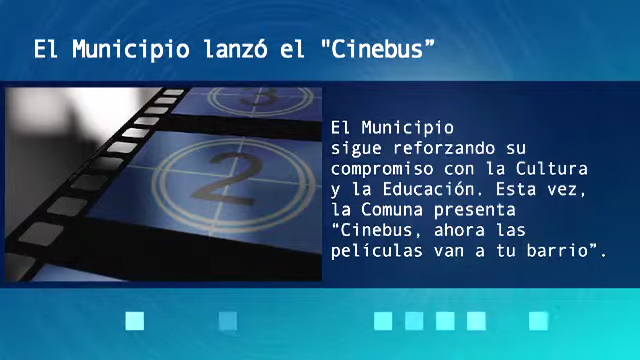 El Municipio lanzó el "Cinebus”
3
2
El Municipio
sigue reforzando su
compromiso con la Cultura
y la Educación. Esta vez,
la Comuna presenta
“Cinebus, ahora las
películas van a tu barrio”.